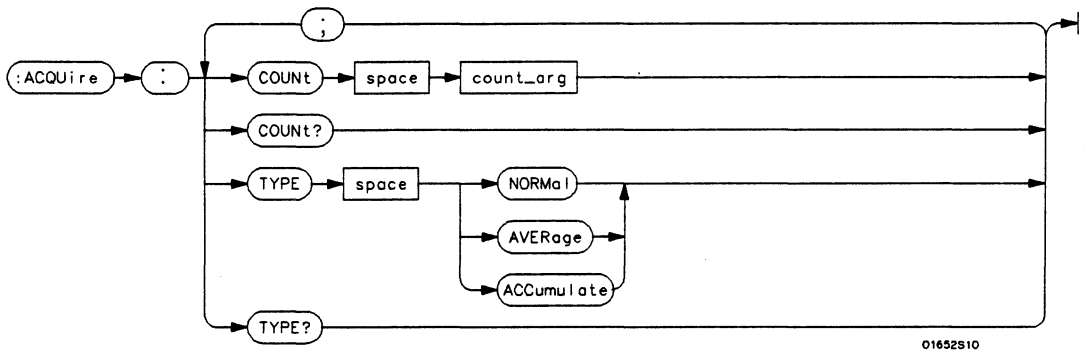 ;
:ACQUire : COUNt space count_arg
COUNt?
TYPE space NORMal
AVERage
ACCumulate
TYPE?
01652S10